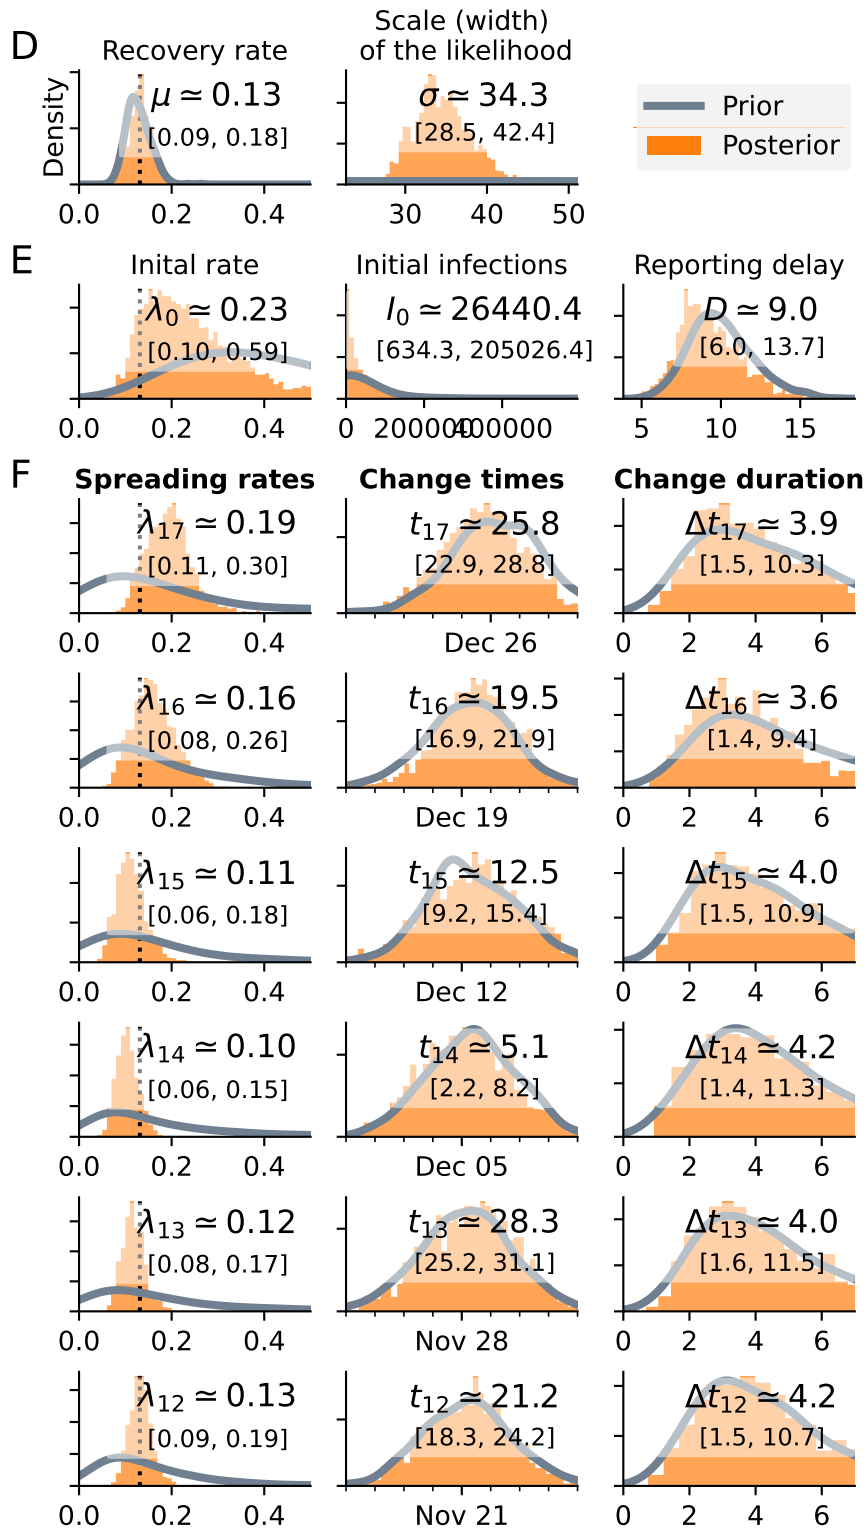 D
Recovery rate
Scale (width)
of the likelihood
Density
μ ≃ 0.13
[0.09, 0.18]
σ ≃ 34.3
[28.5, 42.4]
Prior
Posterior
0.0 0.2 0.4
30 40 50
E
Inital rate
Initial infections
Reporting delay
λ0 ≃ 0.23
[0.10, 0.59]
I0 ≃ 26440.4
[634.3, 205026.4]
D ≃ 9.0
[6.0, 13.7]
0.0 0.2 0.4
0 200000 400000
5 10 15
F
Spreading rates
Change times
Change duration
λ17 ≃ 0.19
[0.11, 0.30]
t17 ≃ 25.8
[22.9, 28.8]
Δt17 ≃ 3.9
[1.5, 10.3]
0.0 0.2 0.4
Dec 26
0 2 4 6
λ16 ≃ 0.16
[0.08, 0.26]
t16 ≃ 19.5
[16.9, 21.9]
Δt16 ≃ 3.6
[1.4, 9.4]
0.0 0.2 0.4
Dec 19
0 2 4 6
λ15 ≃ 0.11
[0.06, 0.18]
t15 ≃ 12.5
[9.2, 15.4]
Δt15 ≃ 4.0
[1.5, 10.9]
0.0 0.2 0.4
Dec 12
0 2 4 6
λ14 ≃ 0.10
[0.06, 0.15]
t14 ≃ 5.1
[2.2, 8.2]
Δt14 ≃ 4.2
[1.4, 11.3]
0.0 0.2 0.4
Dec 05
0 2 4 6
λ13 ≃ 0.12
[0.08, 0.17]
t13 ≃ 28.3
[25.2, 31.1]
Δt13 ≃ 4.0
[1.6, 11.5]
0.0 0.2 0.4
Nov 28
0 2 4 6
λ12 ≃ 0.13
[0.09, 0.19]
t12 ≃ 21.2
[18.3, 24.2]
Δt12 ≃ 4.2
[1.5, 10.7]
0.0 0.2 0.4
Nov 21
0 2 4 6